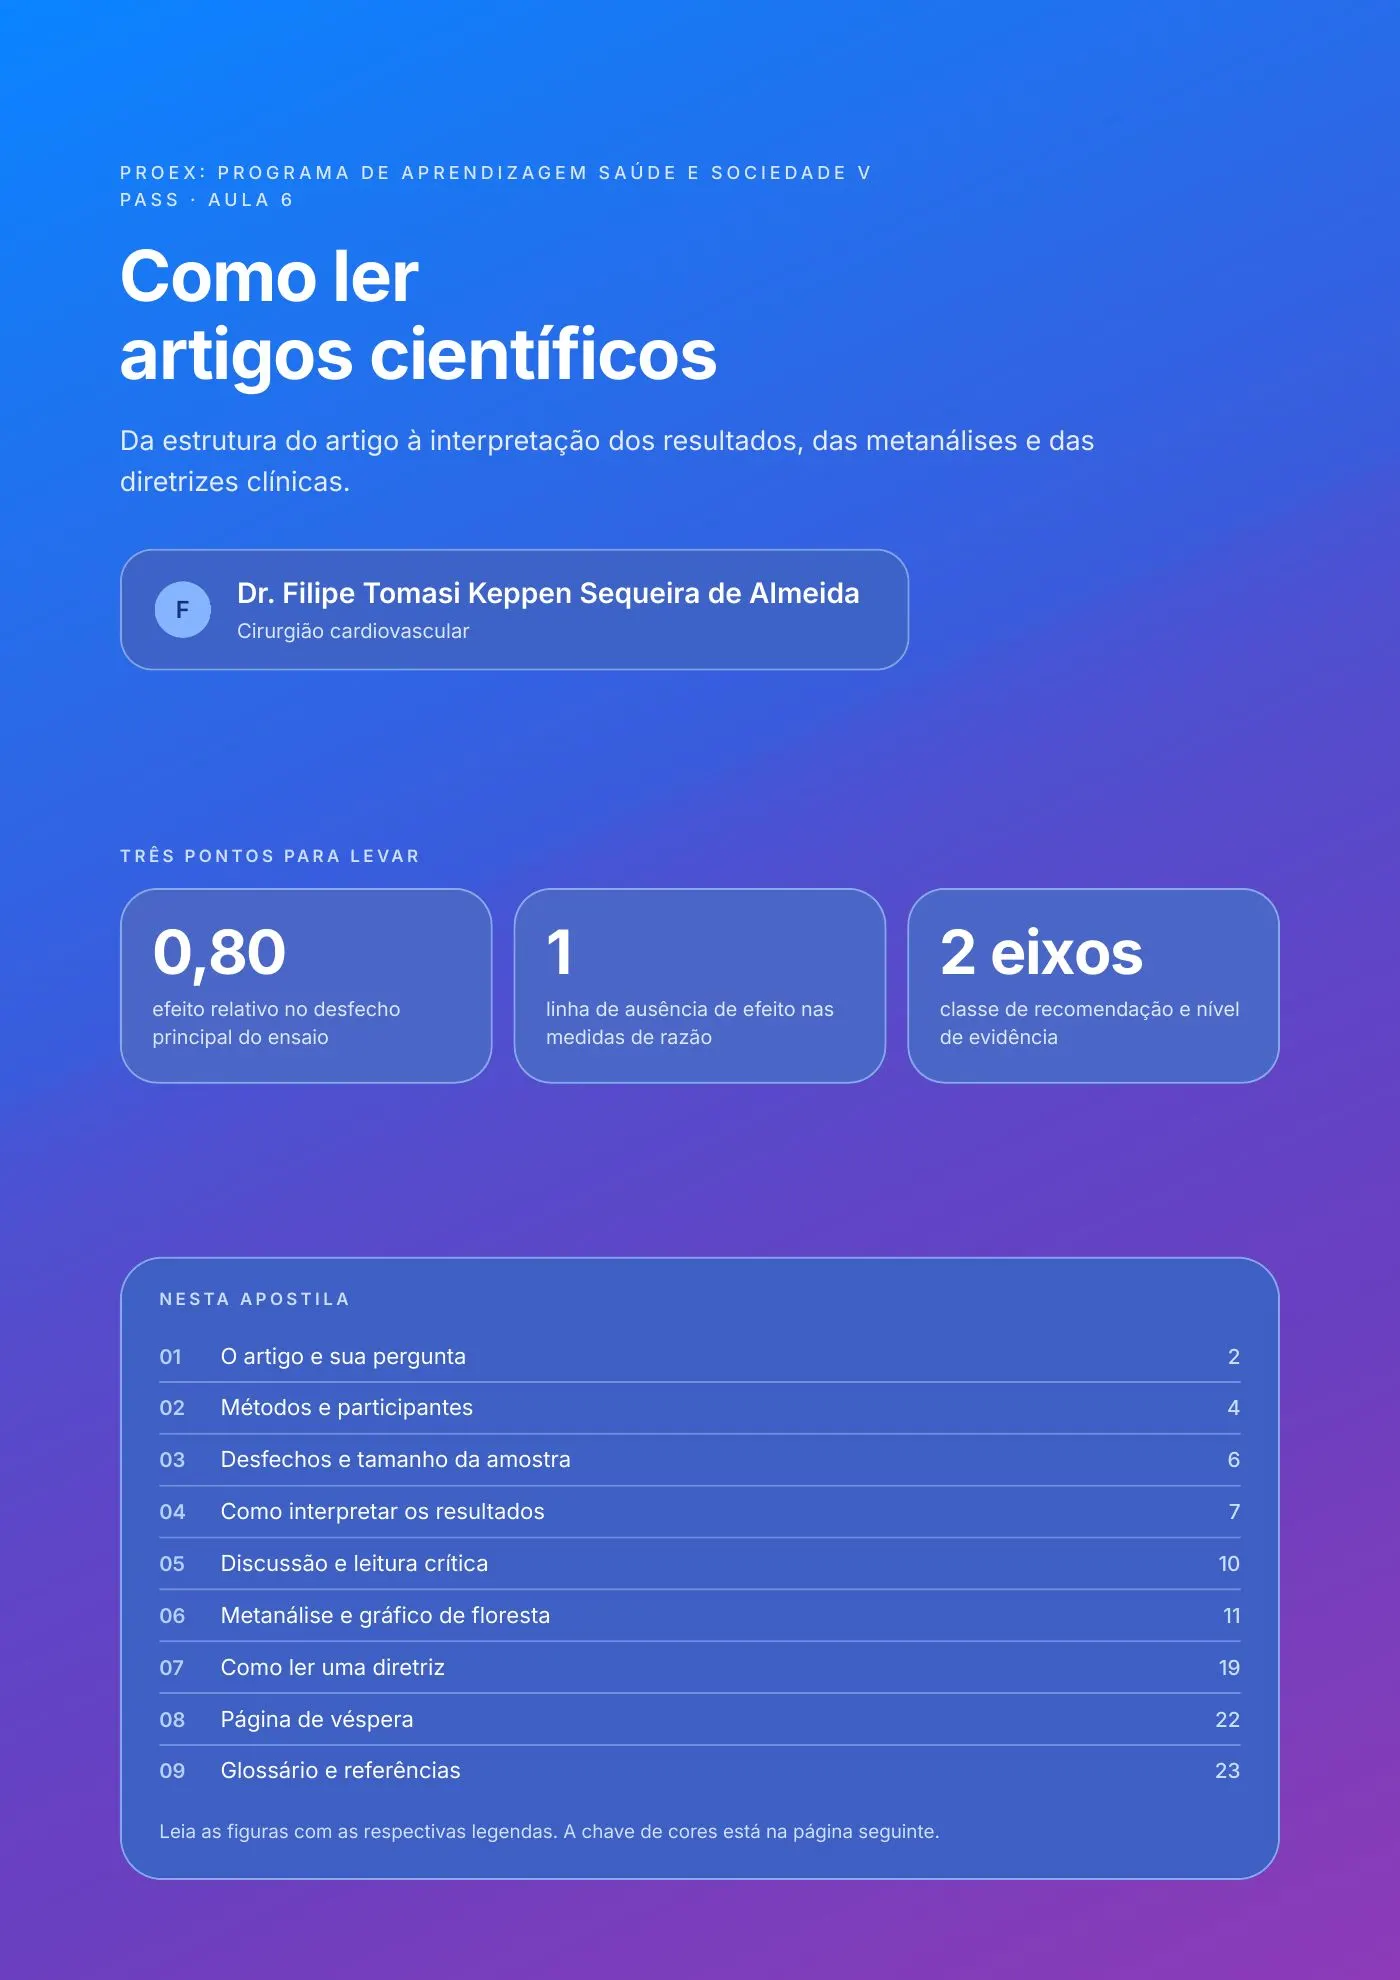 PROEX: PROGRAMA DE APRENDIZAGEM SAÚDE E SOCIEDADE V
PASS · AULA 6
Como ler
artigos científicos
Da estrutura do artigo à interpretação dos resultados, das metanálises e das
diretrizes clínicas.
F
Dr. Filipe Tomasi Keppen Sequeira de Almeida
Cirurgião cardiovascular
TRÊS PONTOS PARA LEVAR
0,80
efeito relativo no desfecho
principal do ensaio
1
linha de ausência de efeito nas
medidas de razão
2 eixos
classe de recomendação e nível
de evidência
NESTA APOSTILA
01 O artigo e sua pergunta 2
02 Métodos e participantes 4
03 Desfechos e tamanho da amostra 6
04 Como interpretar os resultados 7
05 Discussão e leitura crítica 10
06 Metanálise e gráfico de floresta 11
07 Como ler uma diretriz 19
08 Página de véspera 22
09 Glossário e referências 23
Leia as figuras com as respectivas legendas. A chave de cores está na página seguinte.